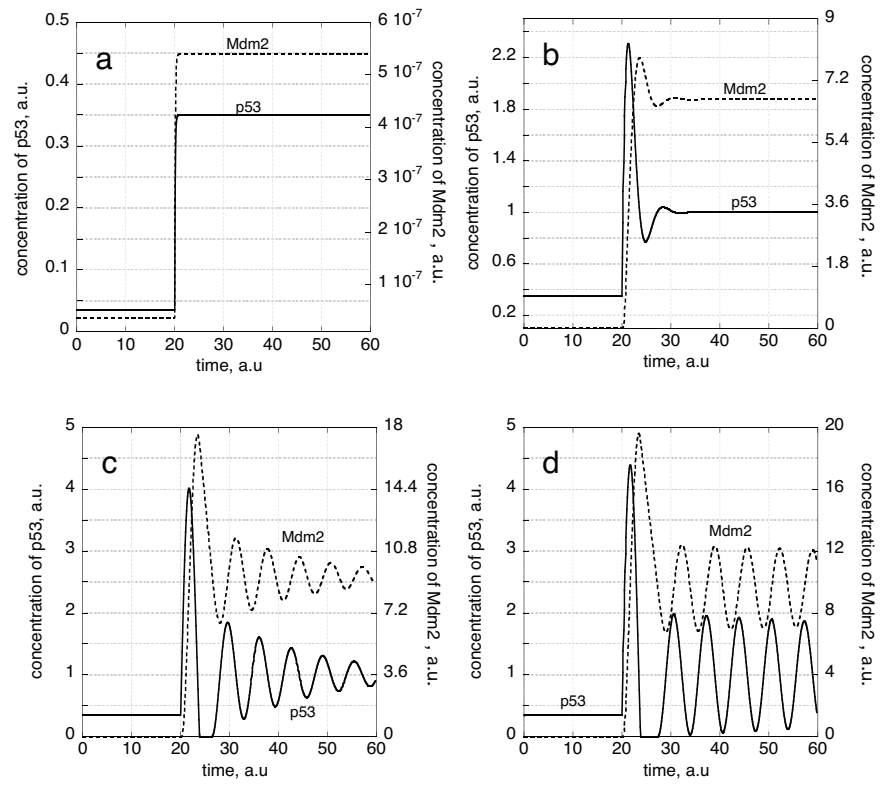 a
0.5
0.4
0.3
0.2
0.1
0
concentration of p53, a.u.
6 10-7
5 10-7
4 10-7
3 10-7
2 10-7
1 10-7
concentration of Mdm2 , a.u.
Mdm2
p53
0 10 20 30 40 50 60
time, a.u
b
2.2
1.8
1.4
1
0.6
0.2
concentration of p53, a.u.
9
7.2
5.4
3.6
1.8
0
concentration of Mdm2 , a.u.
Mdm2
p53
0 10 20 30 40 50 60
time, a.u
c
5
4
3
2
1
0
concentration of p53, a.u.
18
14.4
10.8
7.2
3.6
0
concentration of Mdm2 , a.u.
Mdm2
p53
0 10 20 30 40 50 60
time, a.u
d
5
4
3
2
1
0
concentration of p53, a.u.
20
16
12
8
4
0
concentration of Mdm2 , a.u.
Mdm2
p53
0 10 20 30 40 50 60
time, a.u